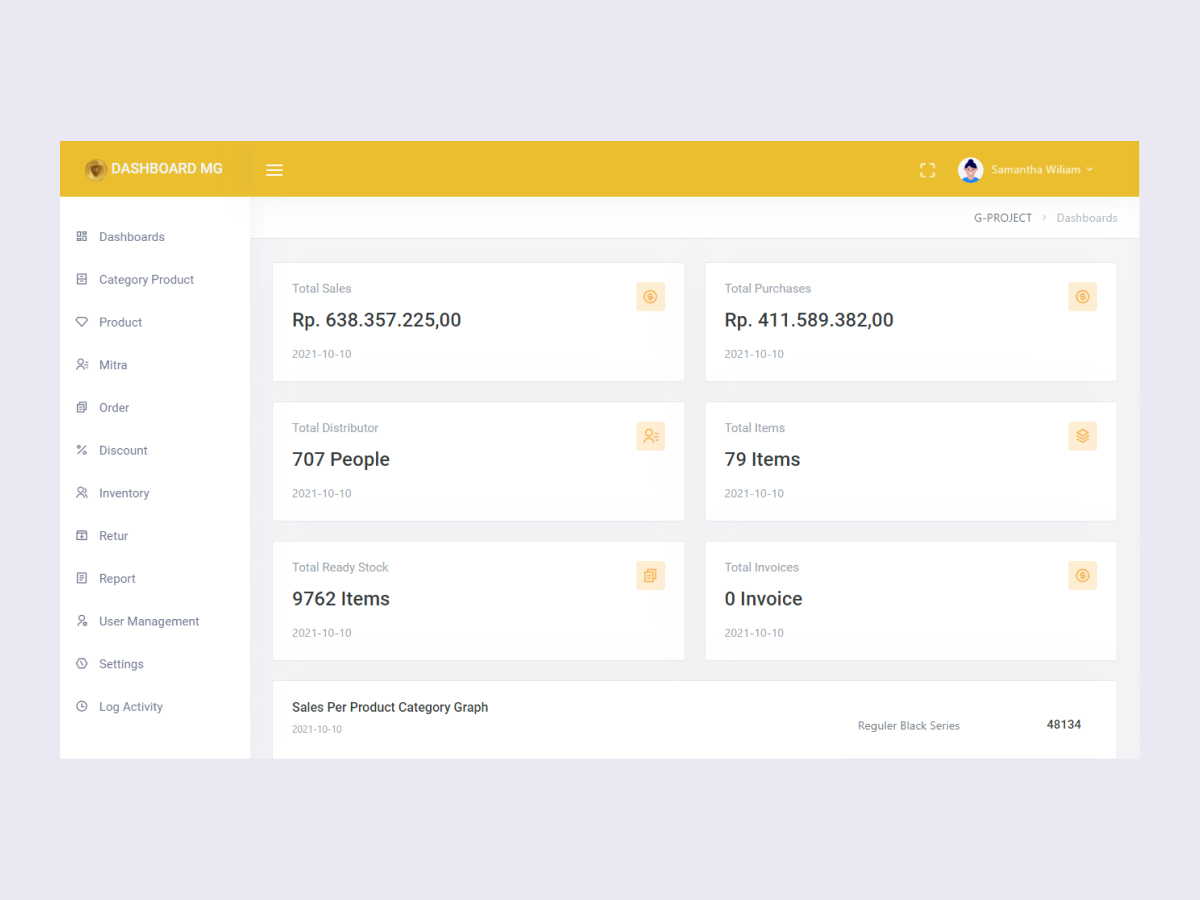 DASHBOARD MG
Samantha Wiliam
G-PROJECT
Dashboards
Dashboards
Category Product
Product
Mitra
Order
Discount
Inventory
Retur
Report
User Management
Settings
Log Activity
Total Sales
Rp. 638.357.225,00
2021-10-10
Total Purchases
Rp. 411.589.382,00
2021-10-10
Total Distributor
707 People
2021-10-10
Total Items
79 Items
2021-10-10
Total Ready Stock
9762 Items
2021-10-10
Total Invoices
0 Invoice
2021-10-10
Sales Per Product Category Graph
2021-10-10
Reguler Black Series 48134